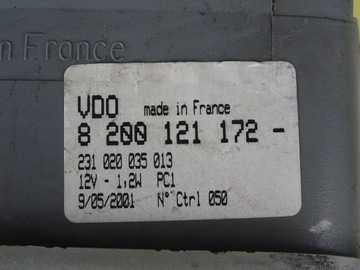 in France
VDO made in France
8 200 121 172 -
231 020 035 013
12V - 1,2W PC1
9/05/2001 N° Ctrl 050